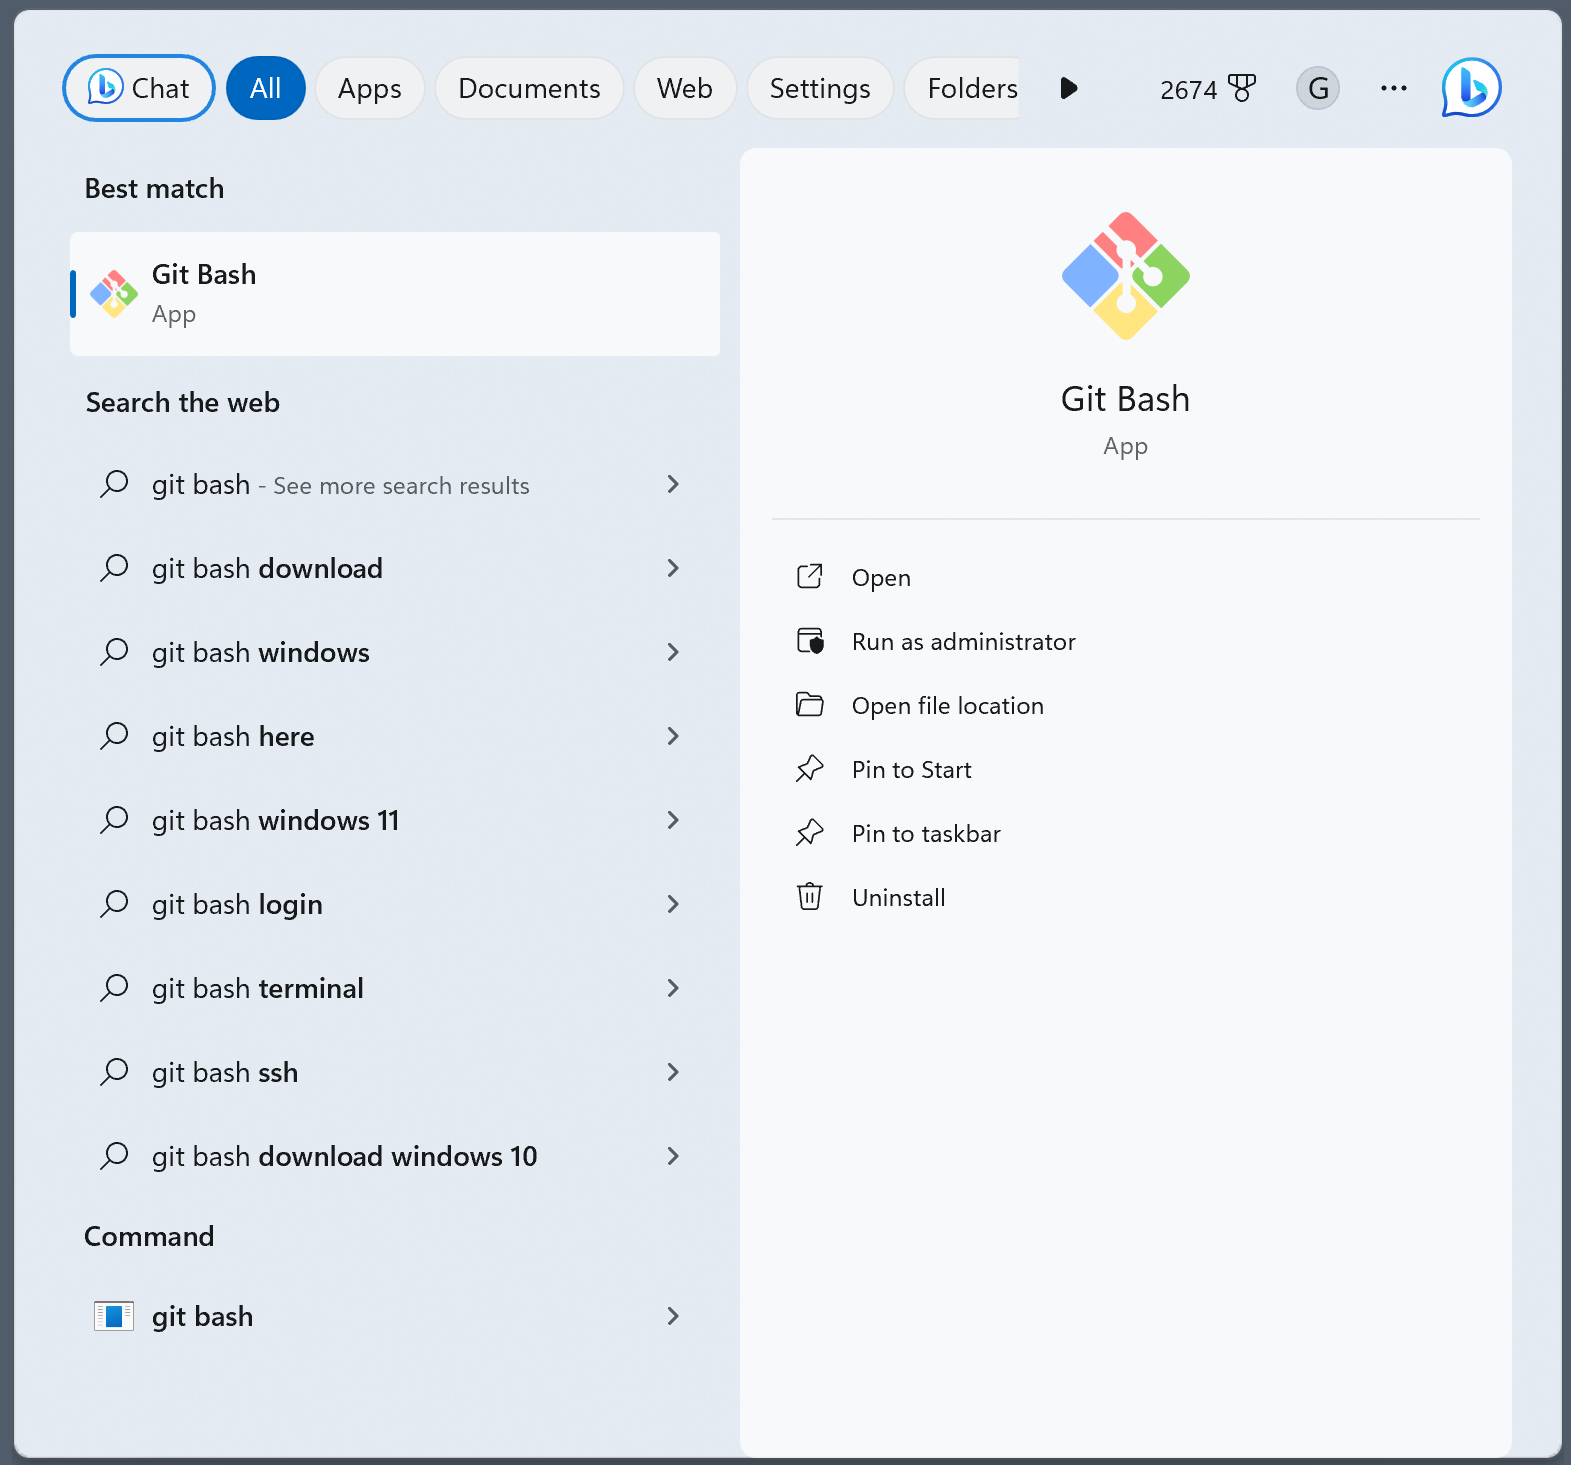 Chat
All
Apps
Documents
Web
Settings
Folders
2674
G
Best match
Git Bash
App
Search the web
git bash - See more search results
git bash download
git bash windows
git bash here
git bash windows 11
git bash login
git bash terminal
git bash ssh
git bash download windows 10
Command
git bash
Git Bash
App
Open
Run as administrator
Open file location
Pin to Start
Pin to taskbar
Uninstall